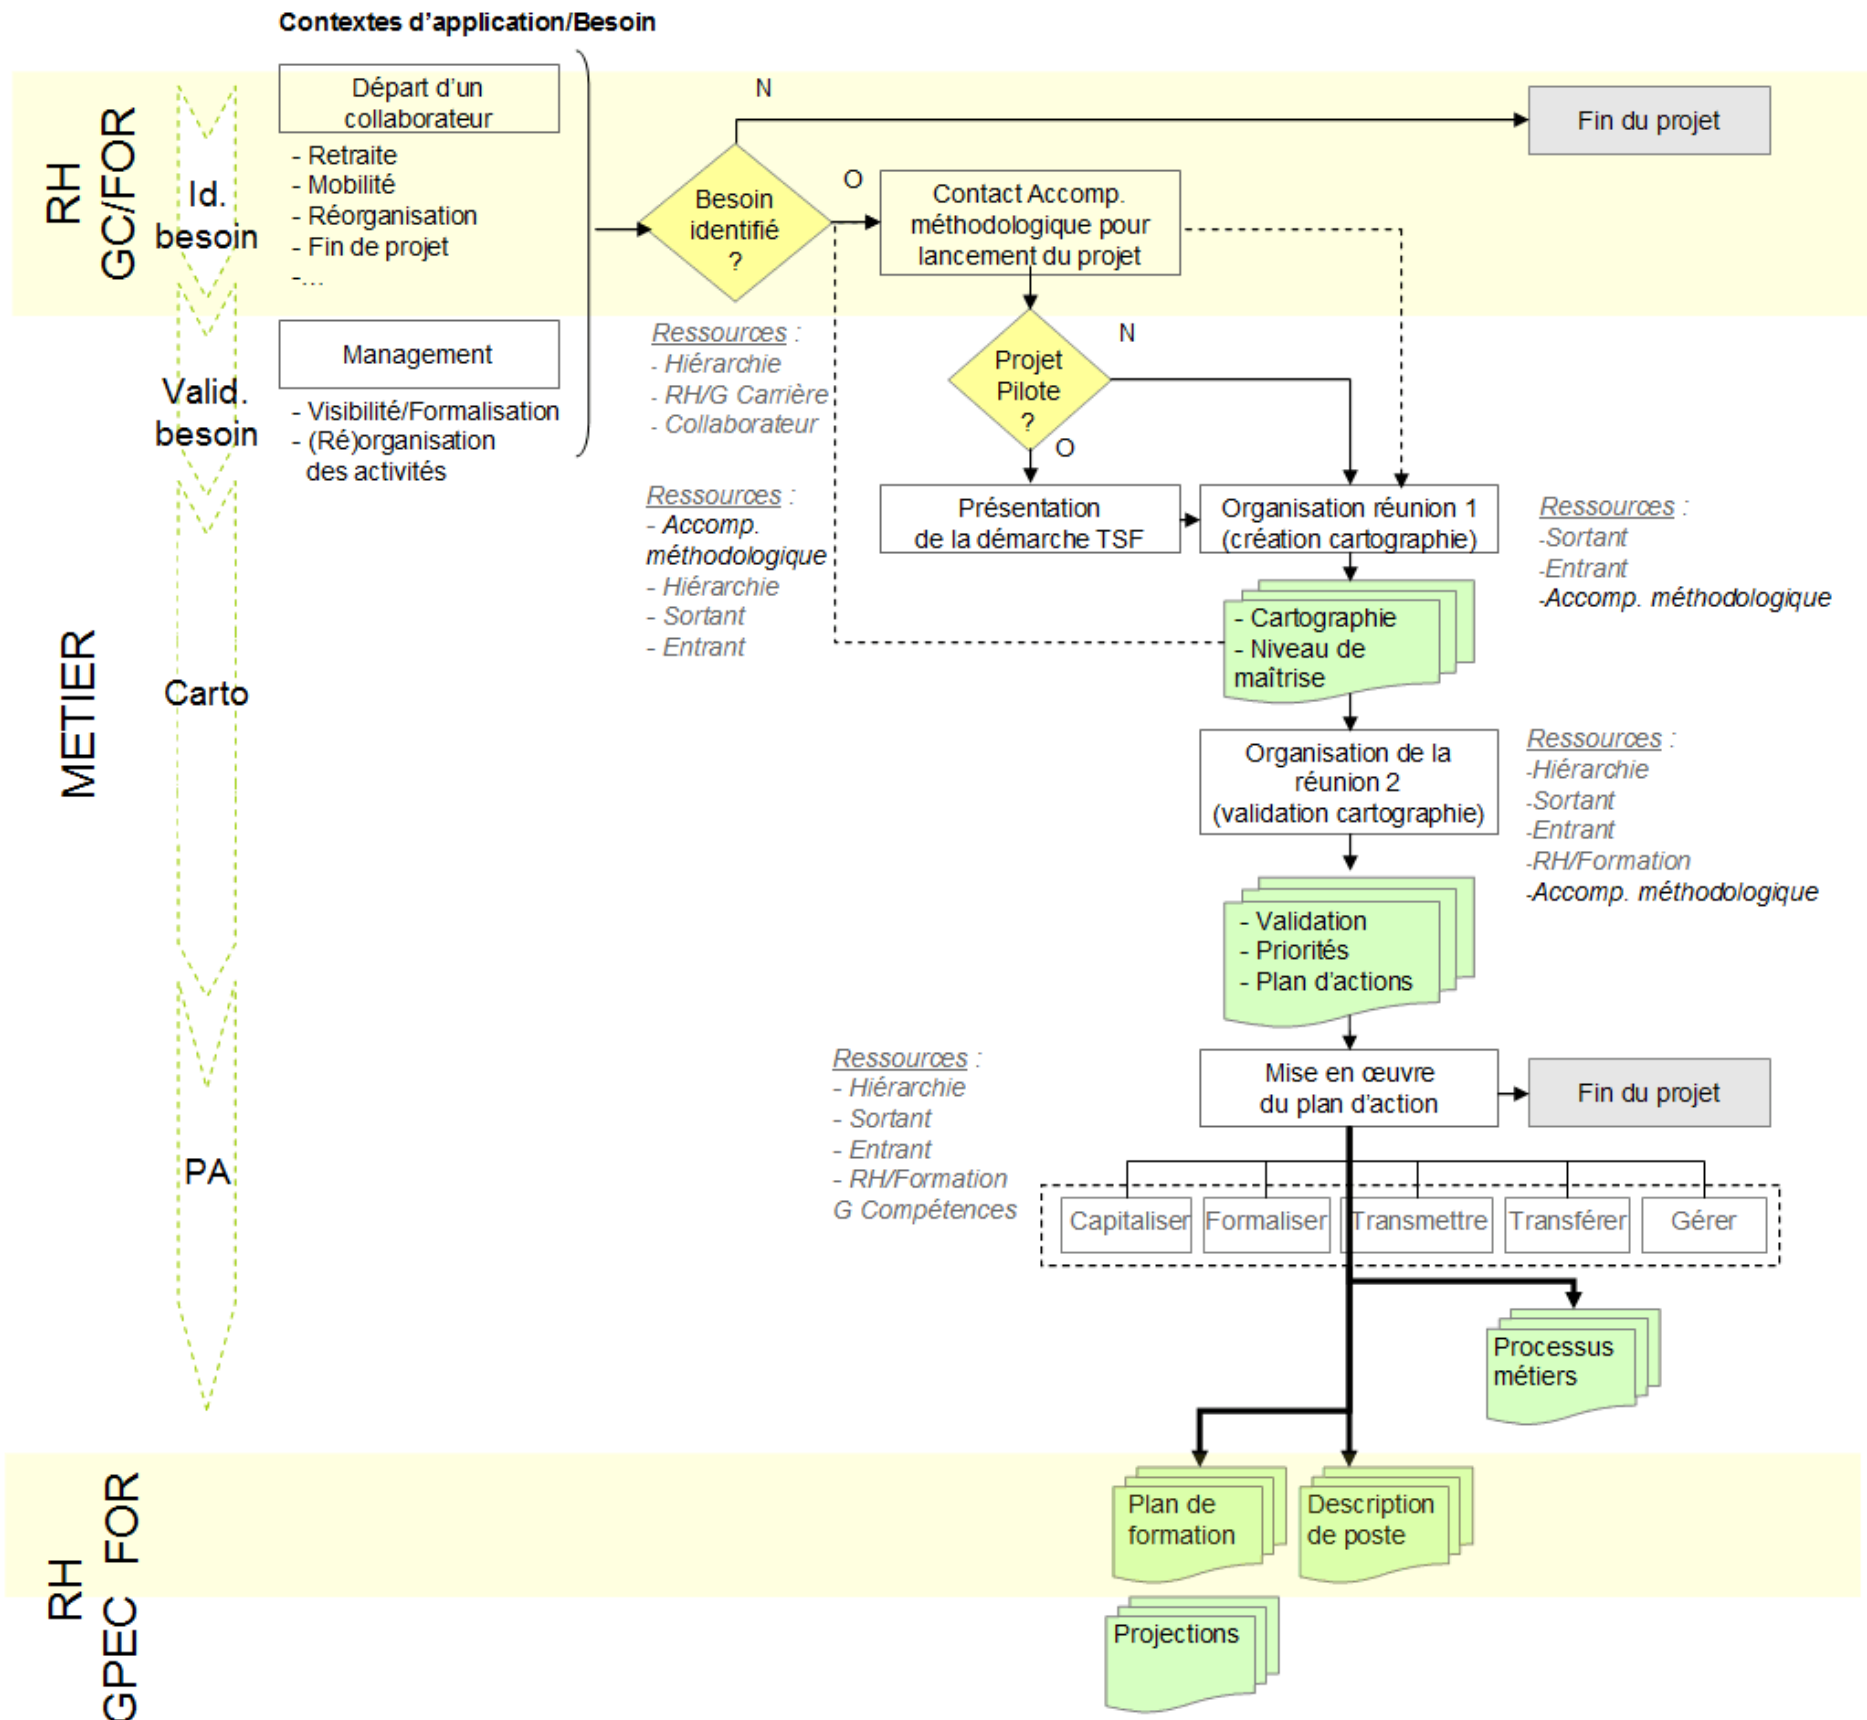 Contextes d'application/Besoin
Départ d'un
collaborateur
- Retraite
- Mobilité
- Réorganisation
- Fin de projet
-...
Management
- Visibilité/Formalisation
- (Ré)organisation
des activités
RH
GC/FOR
Id.
besoin
Valid.
besoin
METIER
Carto
PA
RH
GPEC FOR
N
Fin du projet
Besoin
identifié
?
O
Contact Accomp.
méthodologique pour
lancement du projet
Ressources :
- Hiérarchie
- RH/G Carrière
- Collaborateur
Projet
Pilote
?
N
O
Ressources :
- Accomp.
méthodologique
- Hiérarchie
- Sortant
- Entrant
Présentation
de la démarche TSF
Organisation réunion 1
(création cartographie)
Ressources :
-Sortant
-Entrant
-Accomp. méthodologique
- Cartographie
- Niveau de
maîtrise
Organisation de la
réunion 2
(validation cartographie)
Ressources :
-Hiérarchie
-Sortant
-Entrant
-RH/Formation
-Accomp. méthodologique
- Validation
- Priorités
- Plan d'actions
Ressources :
- Hiérarchie
- Sortant
- Entrant
- RH/Formation
G Compétences
Mise en œuvre
du plan d'action
Fin du projet
Capitaliser
Formaliser
Transmettre
Transférer
Gérer
Processus
métiers
Plan de
formation
Description
de poste
Projections